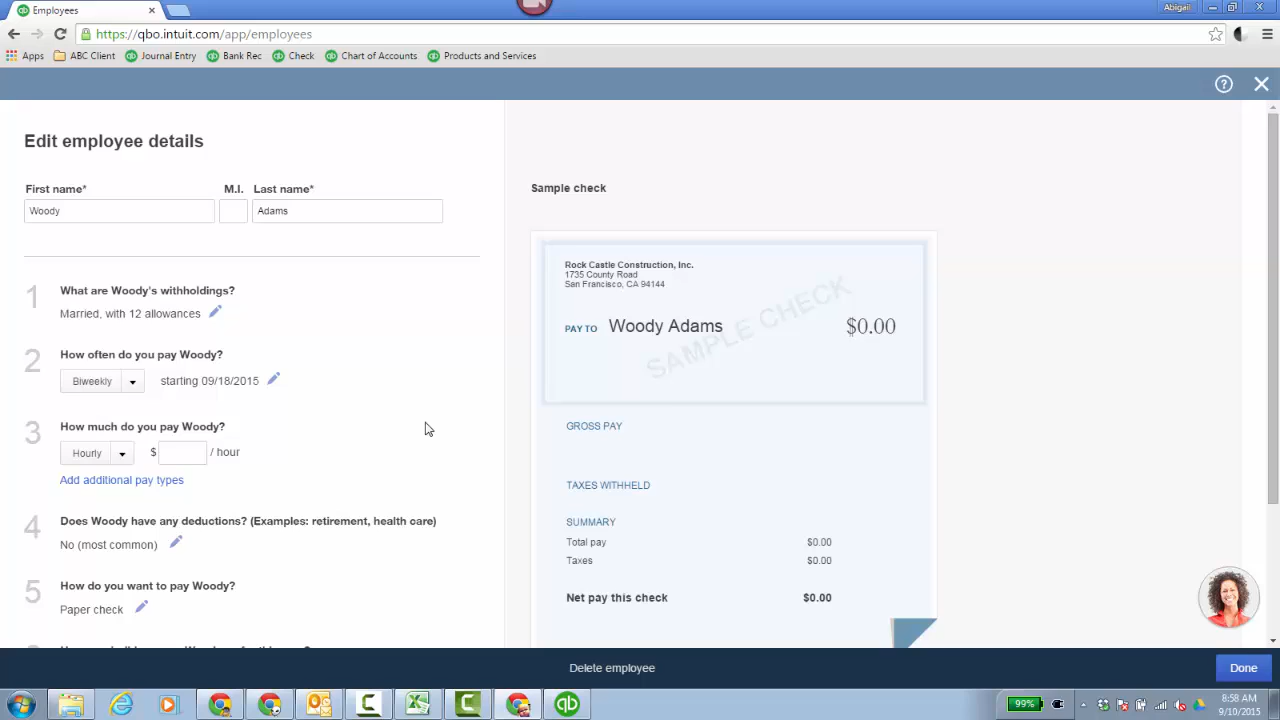 Employees
Abigail
https://qbo.intuit.com/app/employees
Apps ABC Client Journal Entry Bank Rec Check Chart of Accounts Products and Services
Edit employee details
First name* M.I. Last name*
Woody Adams
1 What are Woody's withholdings?
Married, with 12 allowances
2 How often do you pay Woody?
Biweekly starting 09/18/2015
3 How much do you pay Woody?
Hourly $ / hour
Add additional pay types
4 Does Woody have any deductions? (Examples: retirement, health care)
No (most common)
5 How do you want to pay Woody?
Paper check
Sample check
Rock Castle Construction, Inc.
1735 County Road
San Francisco, CA 94144
PAY TO Woody Adams $0.00
SAMPLE CHECK
GROSS PAY
TAXES WITHHELD
SUMMARY
Total pay $0.00
Taxes $0.00
Net pay this check $0.00
Delete employee
Done
99%
8:58 AM
9/10/2015